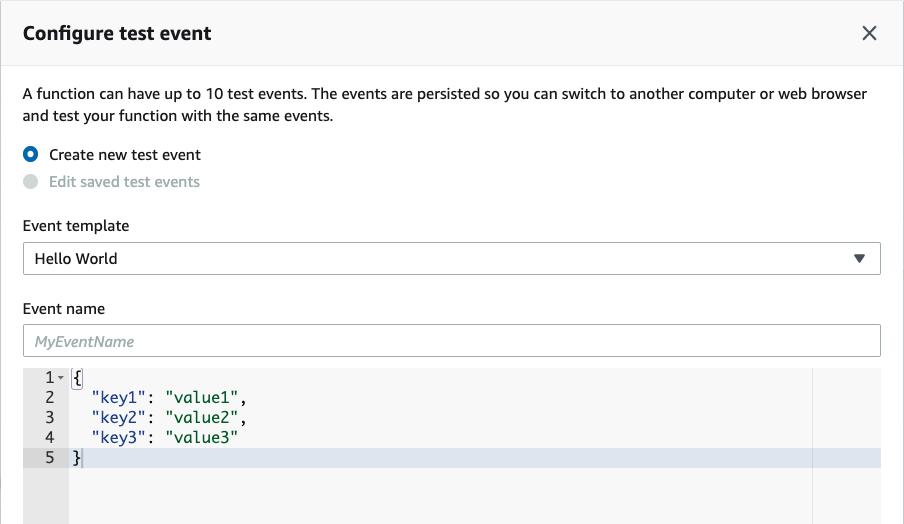 Configure test event
A function can have up to 10 test events. The events are persisted so you can switch to another computer or web browser
and test your function with the same events.
Create new test event
Edit saved test events
Event template
Hello World
Event name
MyEventName
1 {
2 "key1": "value1",
3 "key2": "value2",
4 "key3": "value3"
5 }